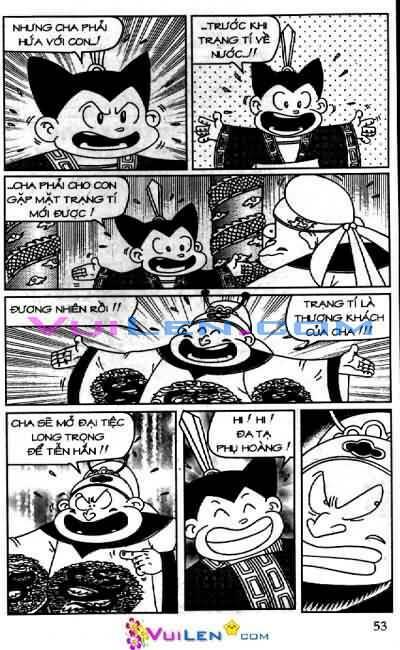 NHƯNG CHA PHẢI
HỨA VỚI CON..!
..TRƯỚC KHI
TRẠNG TÍ VỀ
NƯỚC..!!
..CHA PHẢI CHO CON
GẶP MẶT TRẠNG TÍ
MỚI ĐƯỢC!
ĐƯƠNG NHIÊN RỒI!!
TRẠNG TÍ LÀ
THƯỢNG KHÁCH
CỦA CHA!!
VuiLen.com
CHA SẼ MỞ ĐẠI TIỆC
LONG TRỌNG
ĐỂ TIỄN HẮN!!
HI! HI!
ĐA TẠ
PHỤ HOÀNG!
53
VuiLen.com